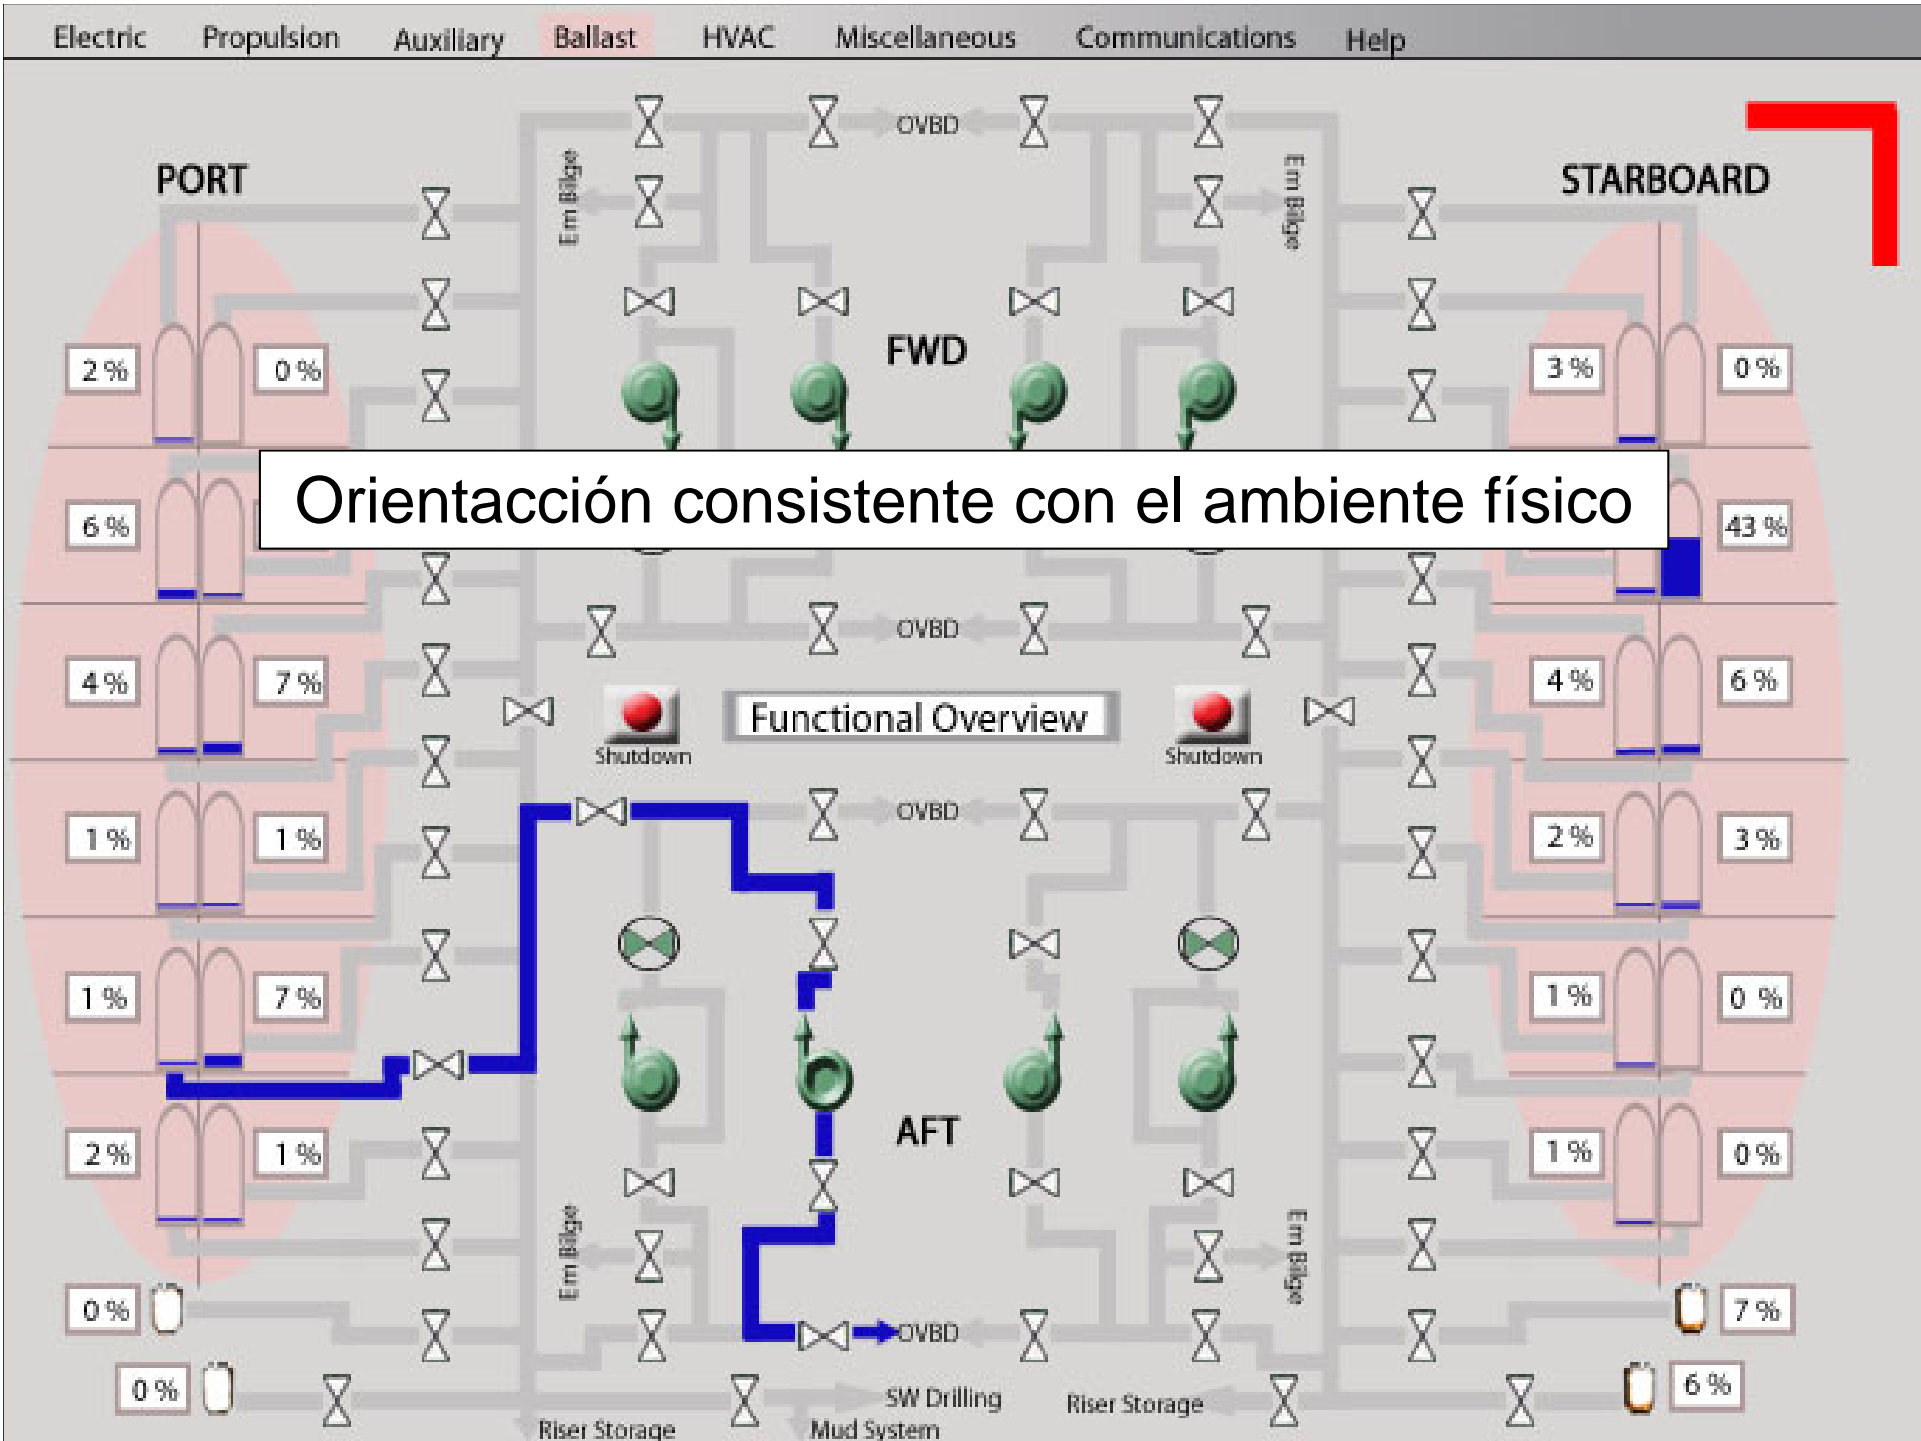 Electric Propulsion Auxiliary Ballast HVAC Miscellaneous Communications Help
OVBD
Em Bilge
Em Bilge
PORT
STARBOARD
FWD
2 %
0 %
3 %
0 %
Orientacción consistente con el ambiente físico
6 %
43 %
OVBD
4 %
7 %
4 %
6 %
Functional Overview
Shutdown
Shutdown
OVBD
1 %
1 %
2 %
3 %
1 %
7 %
1 %
0 %
AFT
2 %
1 %
1 %
0 %
Em Bilge
Em Bilge
0 %
OVBD
7 %
0 %
SW Drilling
Riser Storage
6 %
Riser Storage
Mud System